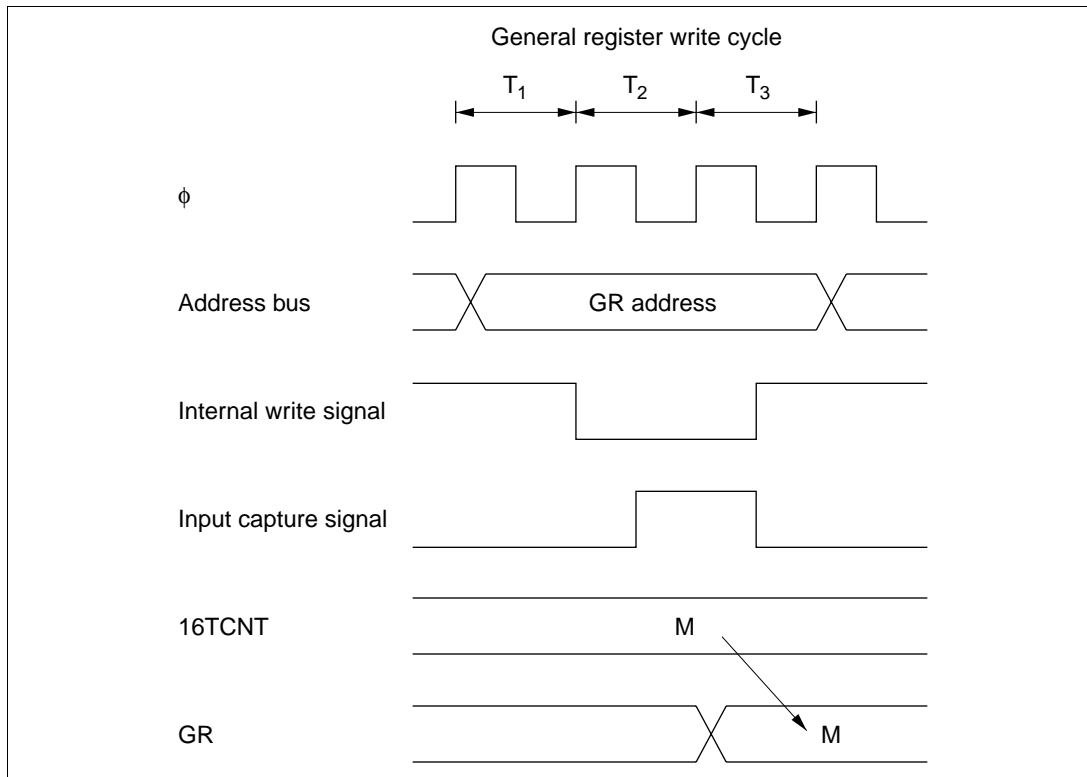 General register write cycle
T1 T2 T3
φ
Address bus GR address
Internal write signal
Input capture signal
16TCNT M
GR M